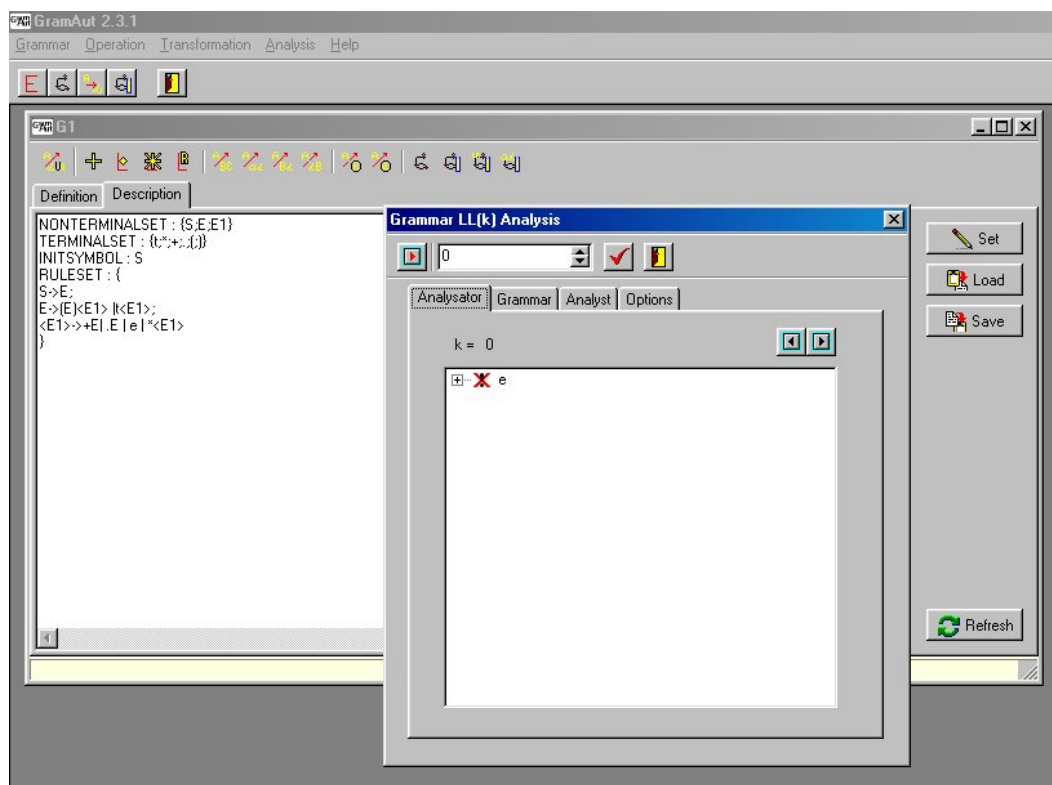 GramAut 2.3.1
Grammar Operation Transformation Analysis Help
G1
Definition Description
NONTERMINALSET : {S;E;E1}
TERMINALSET : {t;*;+;.;(;)}
INITSYMBOL : S
RULESET : {
S->E;
E->(E)<E1> |t<E1>;
<E1>->+E| .E | e | *<E1>
}
Grammar LL(k) Analysis
0
Analysator Grammar Analyst Options
k = 0
e
Set
Load
Save
Refresh